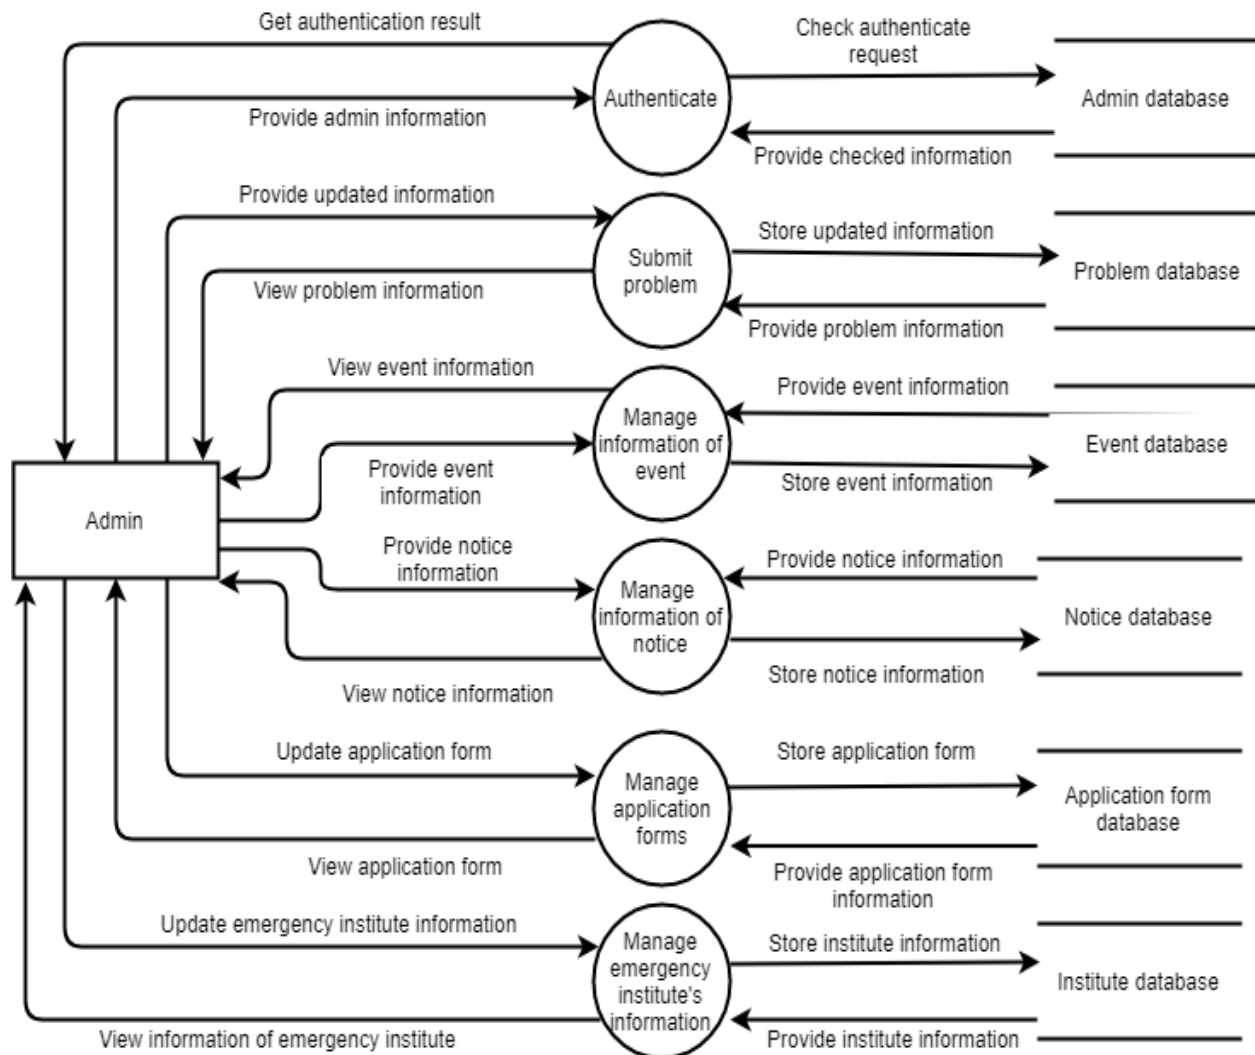 Get authentication result
Check authenticate
request
Authenticate
Admin database
Provide admin information
Provide checked information
Provide updated information
Store updated information
Submit
problem
Problem database
View problem information
Provide problem information
View event information
Provide event information
Manage
information of
event
Event database
Provide event
information
Store event information
Admin
Provide notice
information
Provide notice information
Manage
information of
notice
Notice database
View notice information
Store notice information
Update application form
Store application form
Manage
application
forms
Application form
database
View application form
Provide application form
information
Update emergency institute information
Store institute information
Manage
emergency
institute's
information
Institute database
View information of emergency institute
Provide institute information